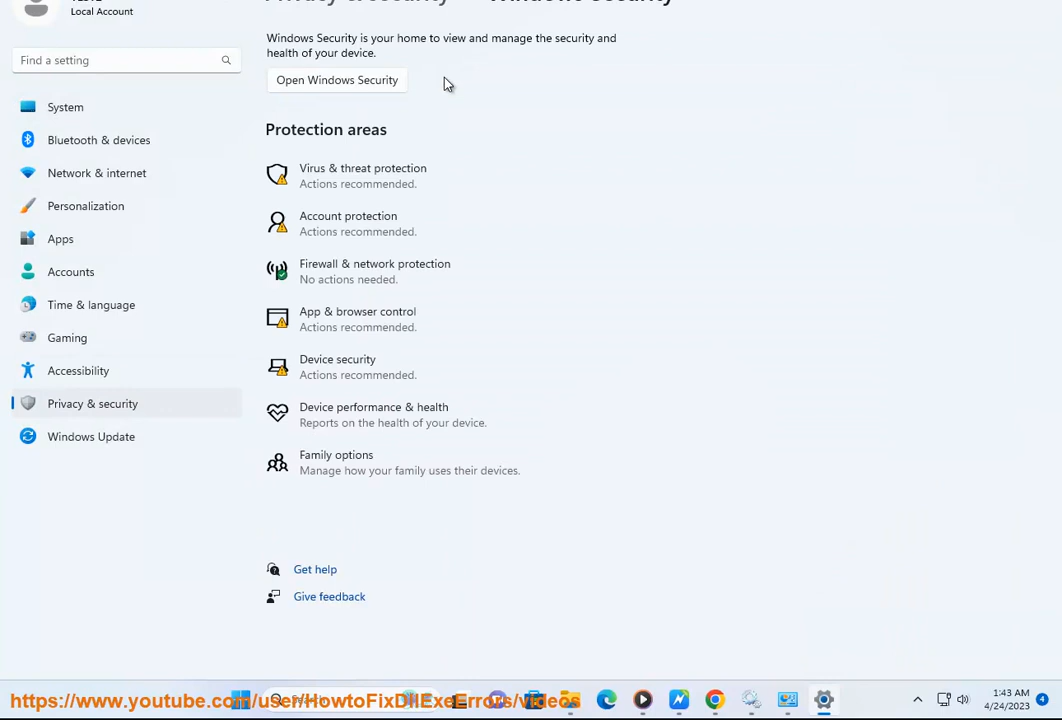 Local Account
Windows Security is your home to view and manage the security and
health of your device.
Find a setting
Open Windows Security
System
Protection areas
Bluetooth & devices
Virus & threat protection
Actions recommended.
Network & internet
Personalization
Account protection
Actions recommended.
Apps
Firewall & network protection
No actions needed.
Accounts
Time & language
App & browser control
Actions recommended.
Gaming
Device security
Actions recommended.
Accessibility
Privacy & security
Device performance & health
Reports on the health of your device.
Windows Update
Family options
Manage how your family uses their devices.
Get help
Give feedback
https://www.youtube.com/user/HowtoFixDllExeErrors/videos
1:43 AM
4/24/2023
4